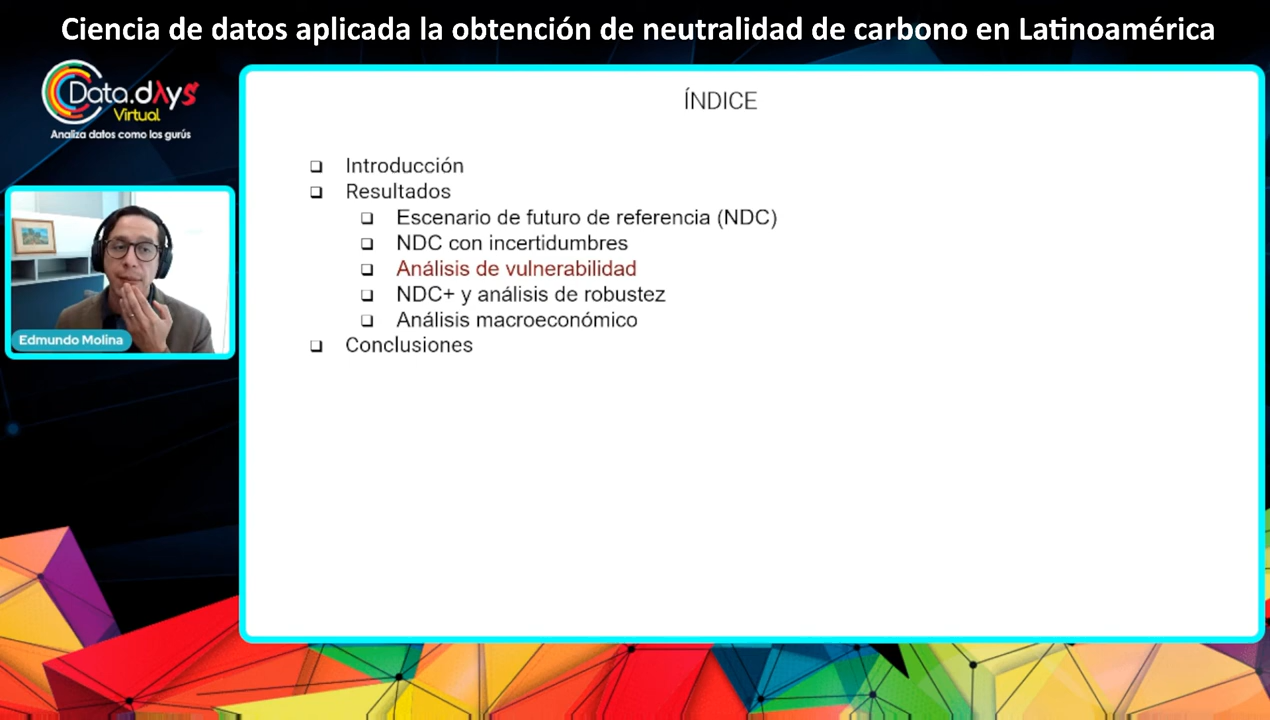 Ciencia de datos aplicada la obtención de neutralidad de carbono en Latinoamérica
Data.dλys
Virtual
Analiza datos como los gurús
Edmundo Molina
ÍNDICE
Introducción
Resultados
Escenario de futuro de referencia (NDC)
NDC con incertidumbres
Análisis de vulnerabilidad
NDC+ y análisis de robustez
Análisis macroeconómico
Conclusiones